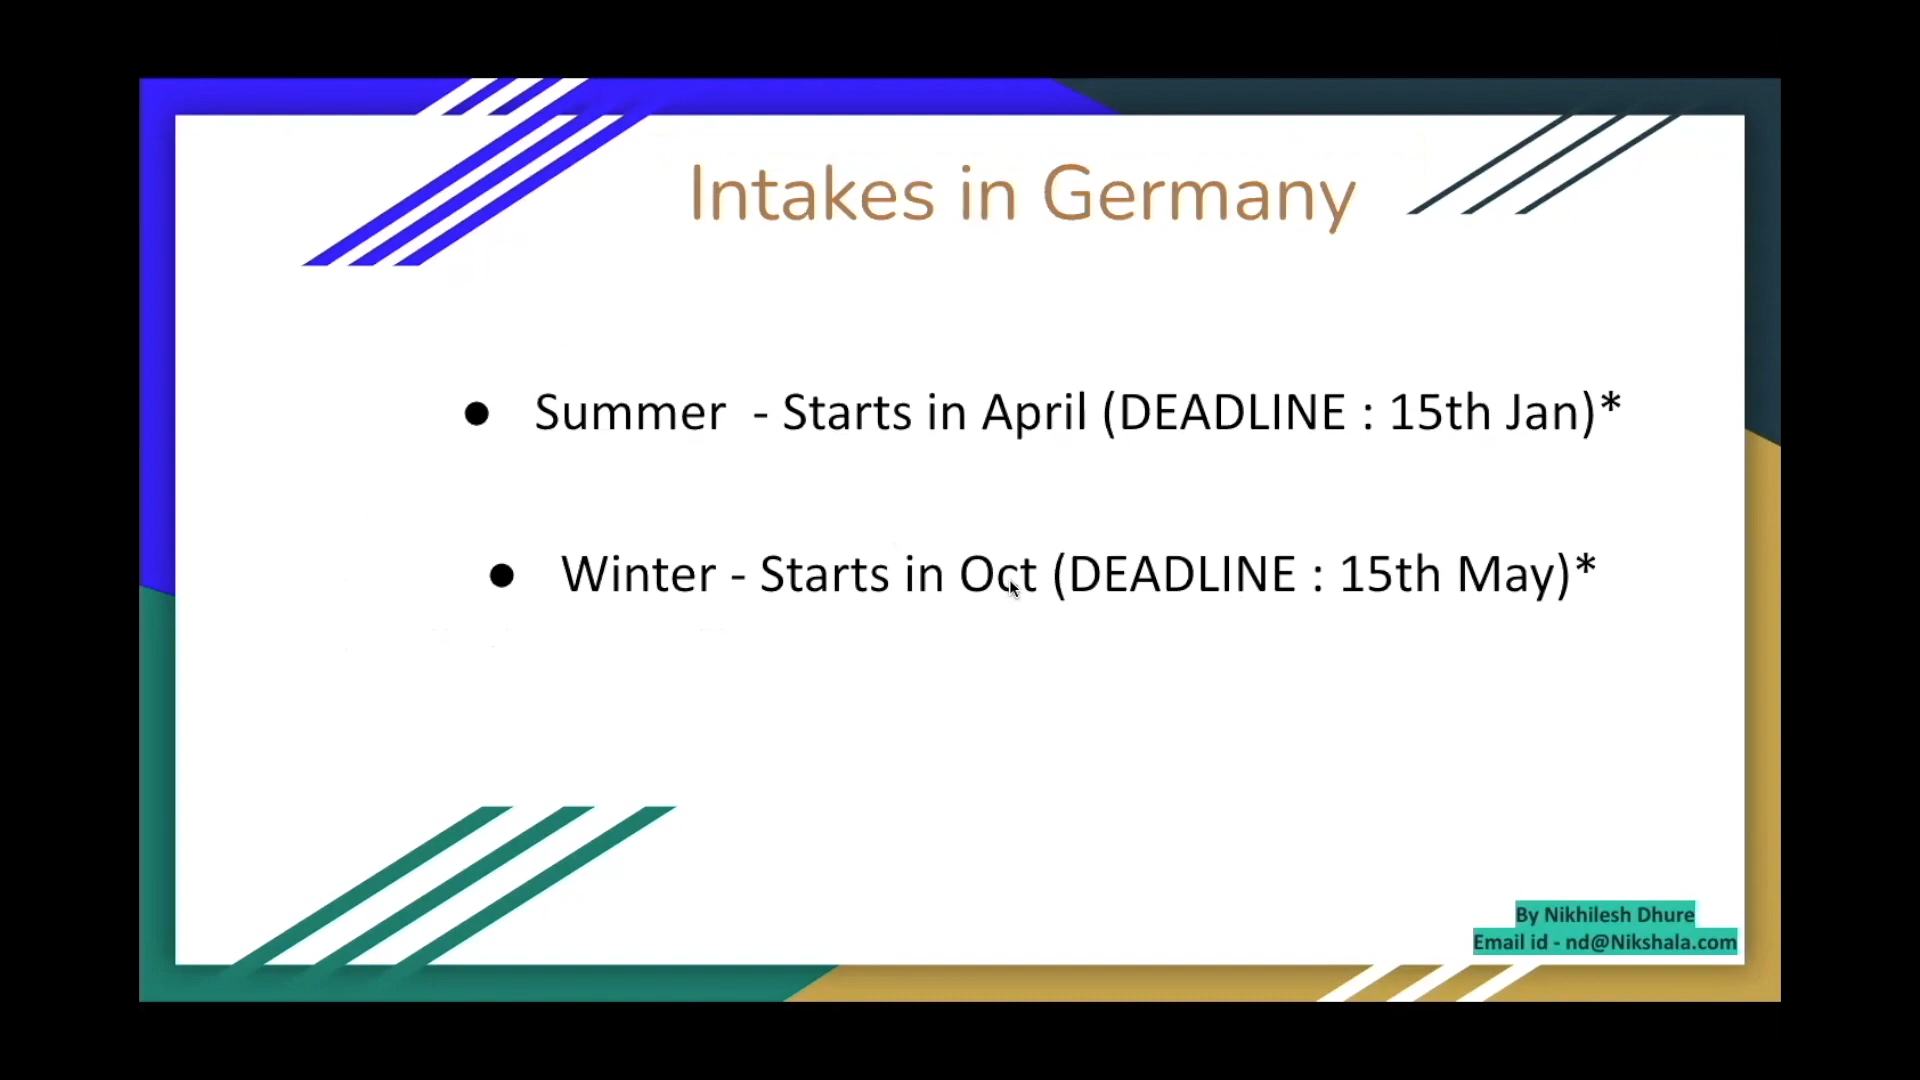 Intakes in Germany
● Summer  - Starts in April (DEADLINE : 15th Jan)*
● Winter - Starts in Oct (DEADLINE : 15th May)*
By Nikhilesh Dhure
Email id - nd@Nikshala.com